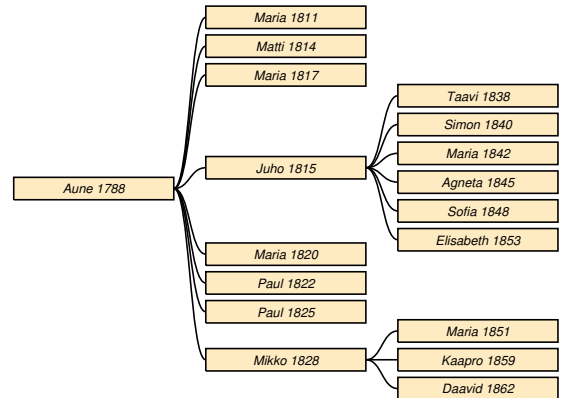 Aune 1788
Maria 1811
Matti 1814
Maria 1817
Juho 1815
Taavi 1838
Simon 1840
Maria 1842
Agneta 1845
Sofia 1848
Elisabeth 1853
Maria 1820
Paul 1822
Paul 1825
Mikko 1828
Maria 1851
Kaapro 1859
Daavid 1862